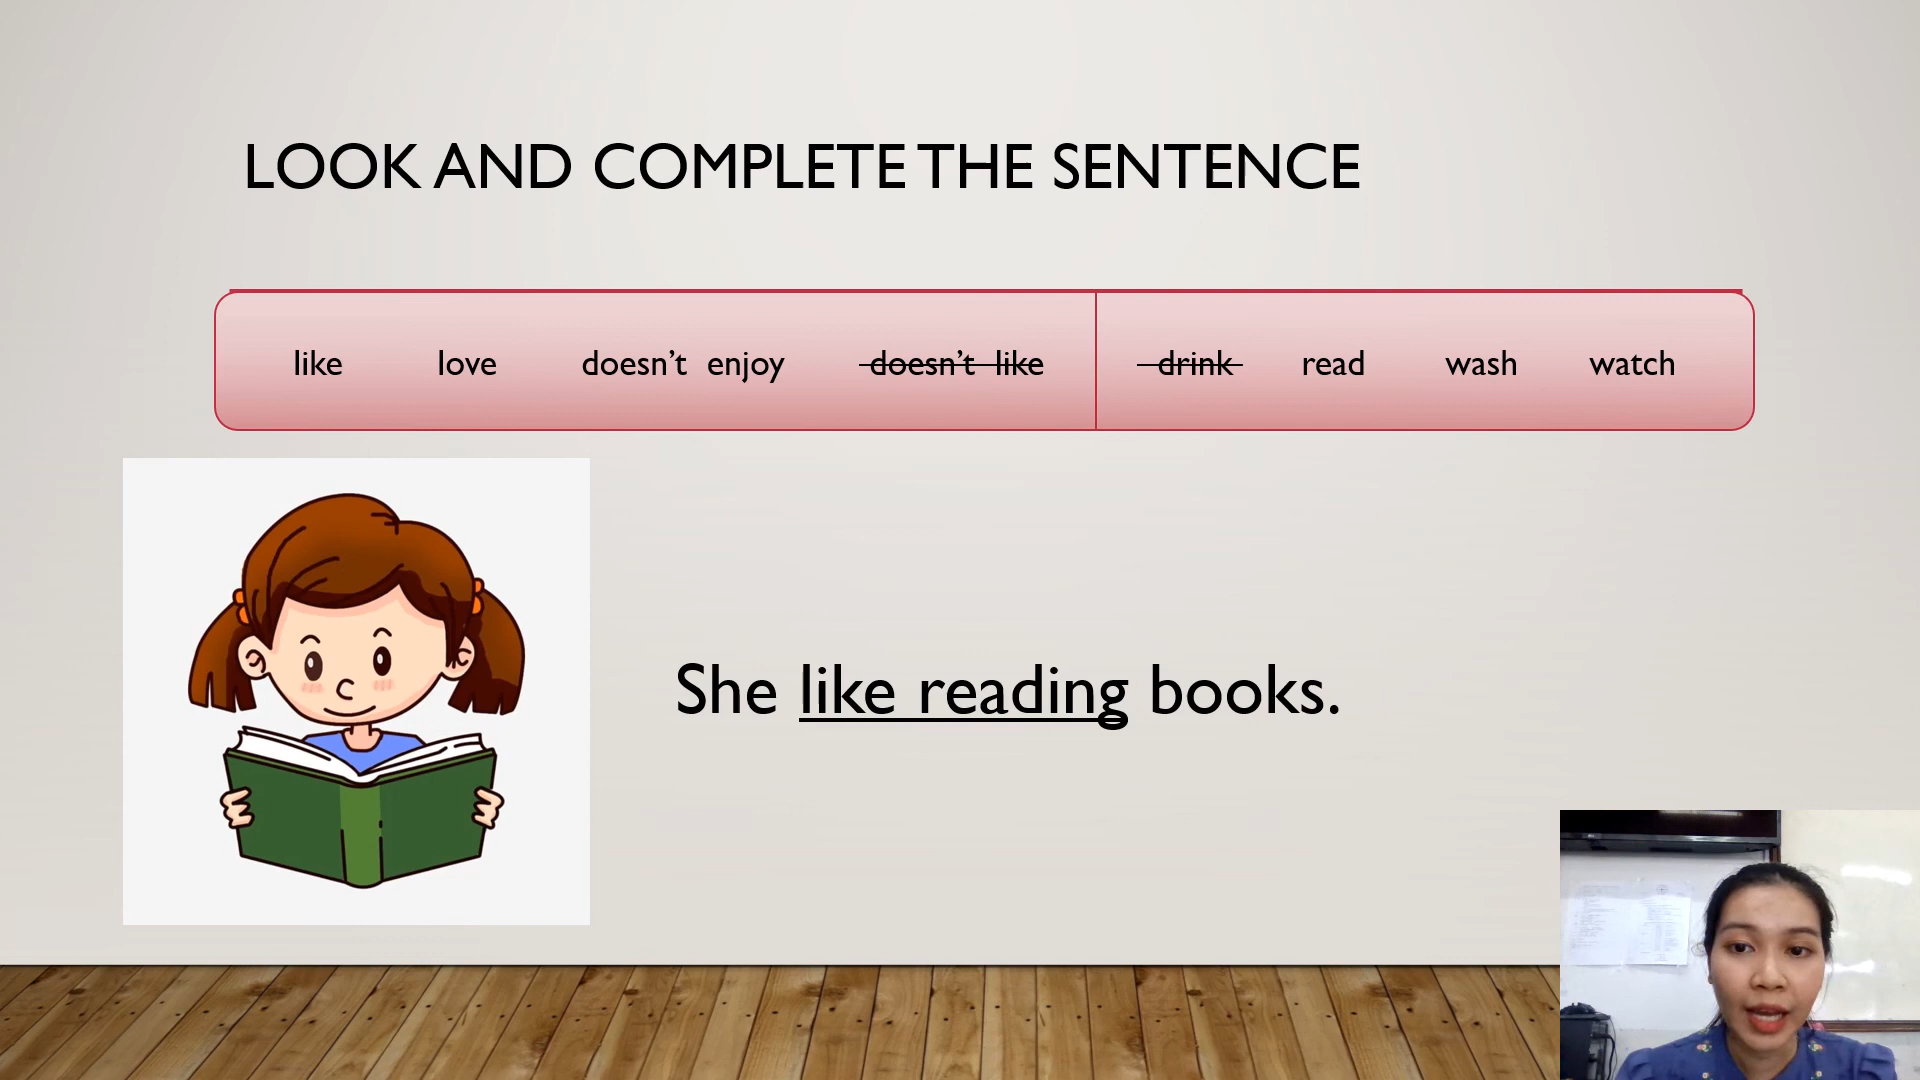 LOOK AND COMPLETE THE SENTENCE
like love doesn’t enjoy doesn’t like drink read wash watch
She like reading books.